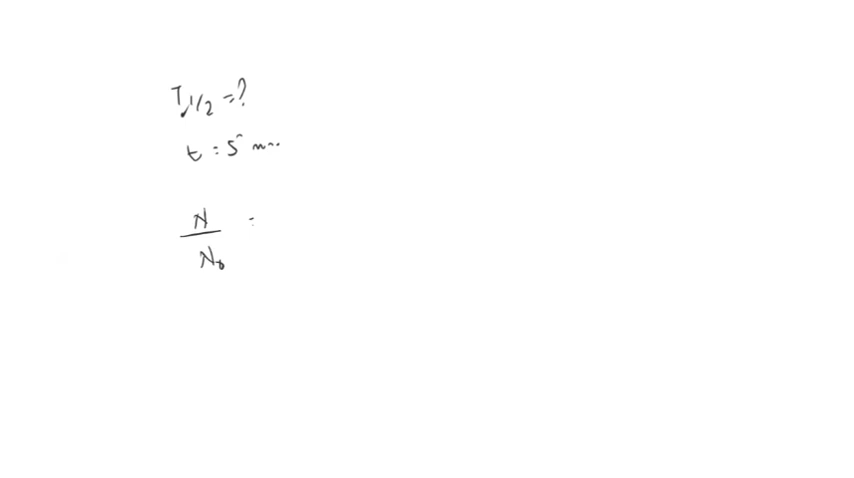 T1/2 = ?
t = 5 min
N =
N0